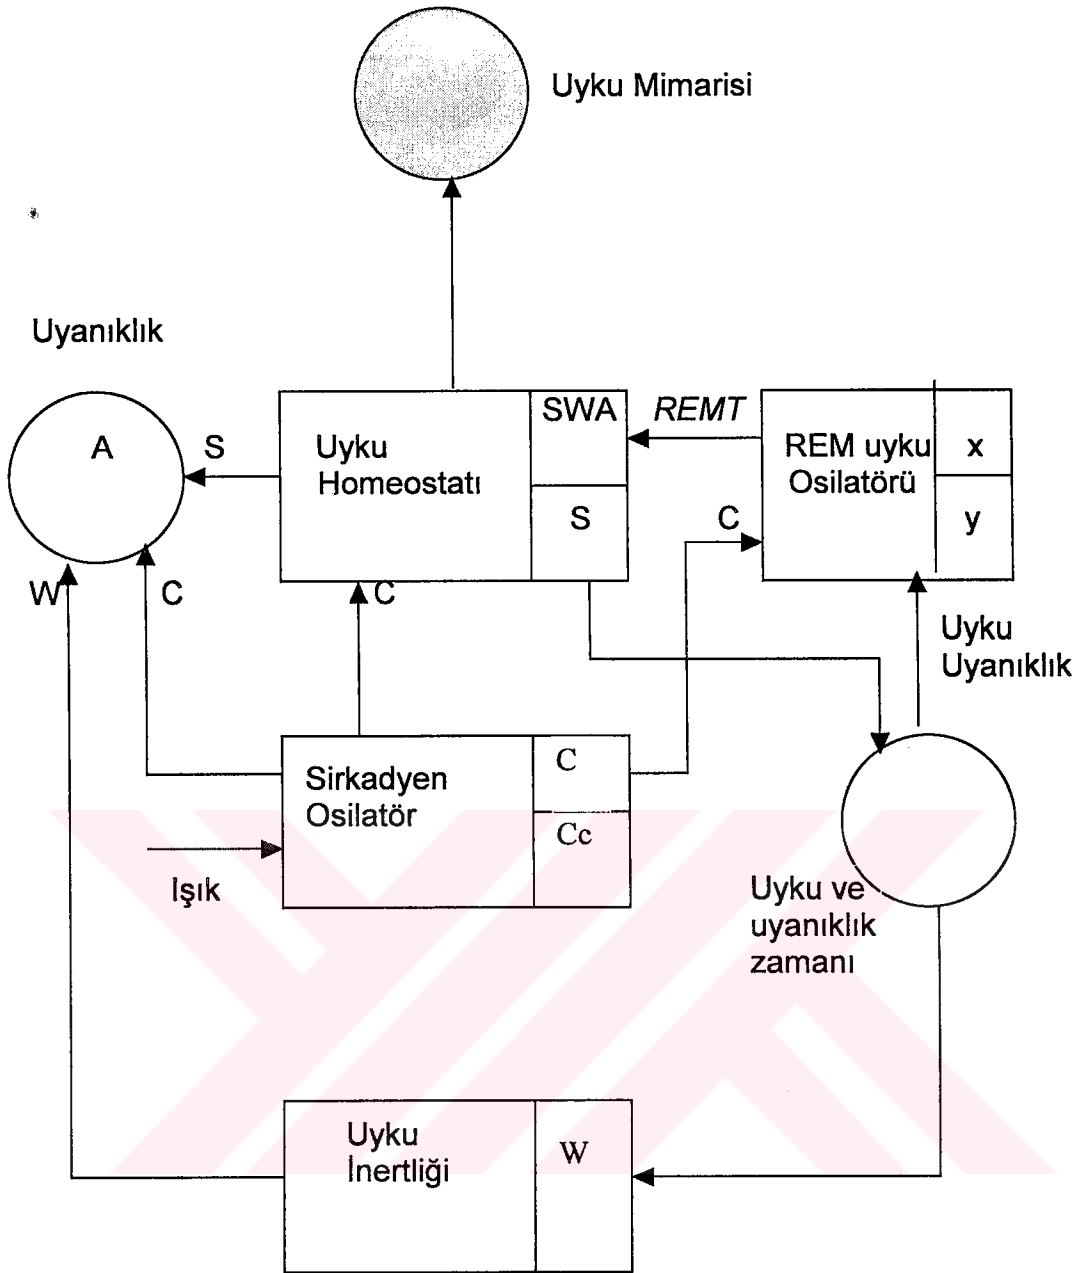 Uyku Mimarisi
Uyanıklık
A
S
Uyku
Homeostatı
SWA
S
REMT
REM uyku
Osilatörü
x
y
C
W
C
C
Uyku
Uyanıklık
Sirkadyen
Osilatör
C
Cc
Işık
Uyku ve
uyanıklık
zamanı
Uyku
İnertliği
W